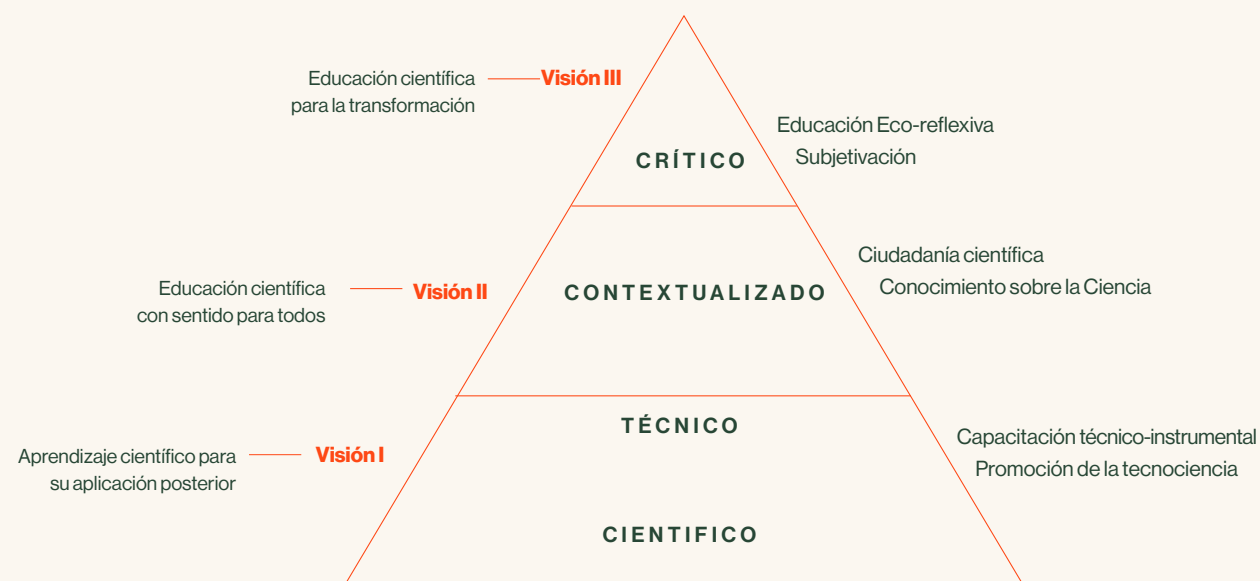 Educación científica
para la transformación
Visión III
Educación Eco-reflexiva
Subjetivación
CRÍTICO
Ciudadanía científica
Conocimiento sobre la Ciencia
Educación científica
con sentido para todos
Visión II
CONTEXTUALIZADO
TÉCNICO
Capacitación técnico-instrumental
Promoción de la tecnociencia
Aprendizaje científico para
su aplicación posterior
Visión I
CIENTIFICO